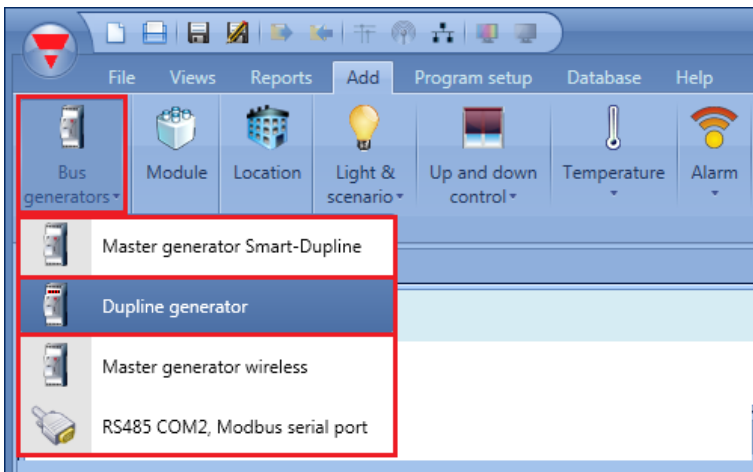 File Views Reports Add Program setup Database Help
Bus generators Module Location Light & scenario Up and down control Temperature Alarm
Master generator Smart-Dupline
Dupline generator
Master generator wireless
RS485 COM2, Modbus serial port